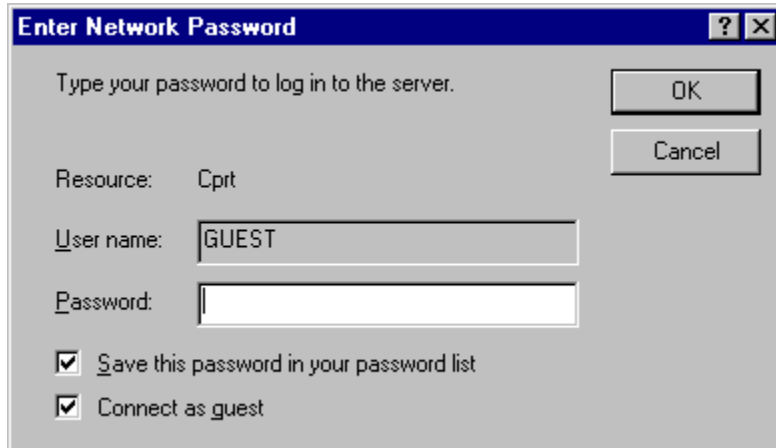 Enter Network Password
Type your password to log in to the server.
OK
Cancel
Resource: Cprt
User name: GUEST
Password:
Save this password in your password list
Connect as guest